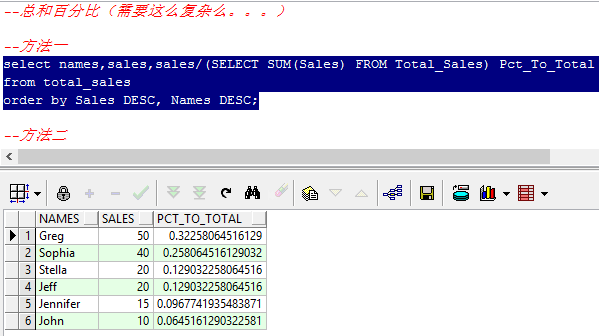 --总和百分比（需要这么复杂么。。。）
--方法一
select names,sales,sales/(SELECT SUM(Sales) FROM Total_Sales) Pct_To_Total
from total_sales
order by Sales DESC, Names DESC;
--方法二
NAMES SALES PCT_TO_TOTAL
1 Greg 50 0.32258064516129
2 Sophia 40 0.258064516129032
3 Stella 20 0.129032258064516
4 Jeff 20 0.129032258064516
5 Jennifer 15 0.0967741935483871
6 John 10 0.0645161290322581